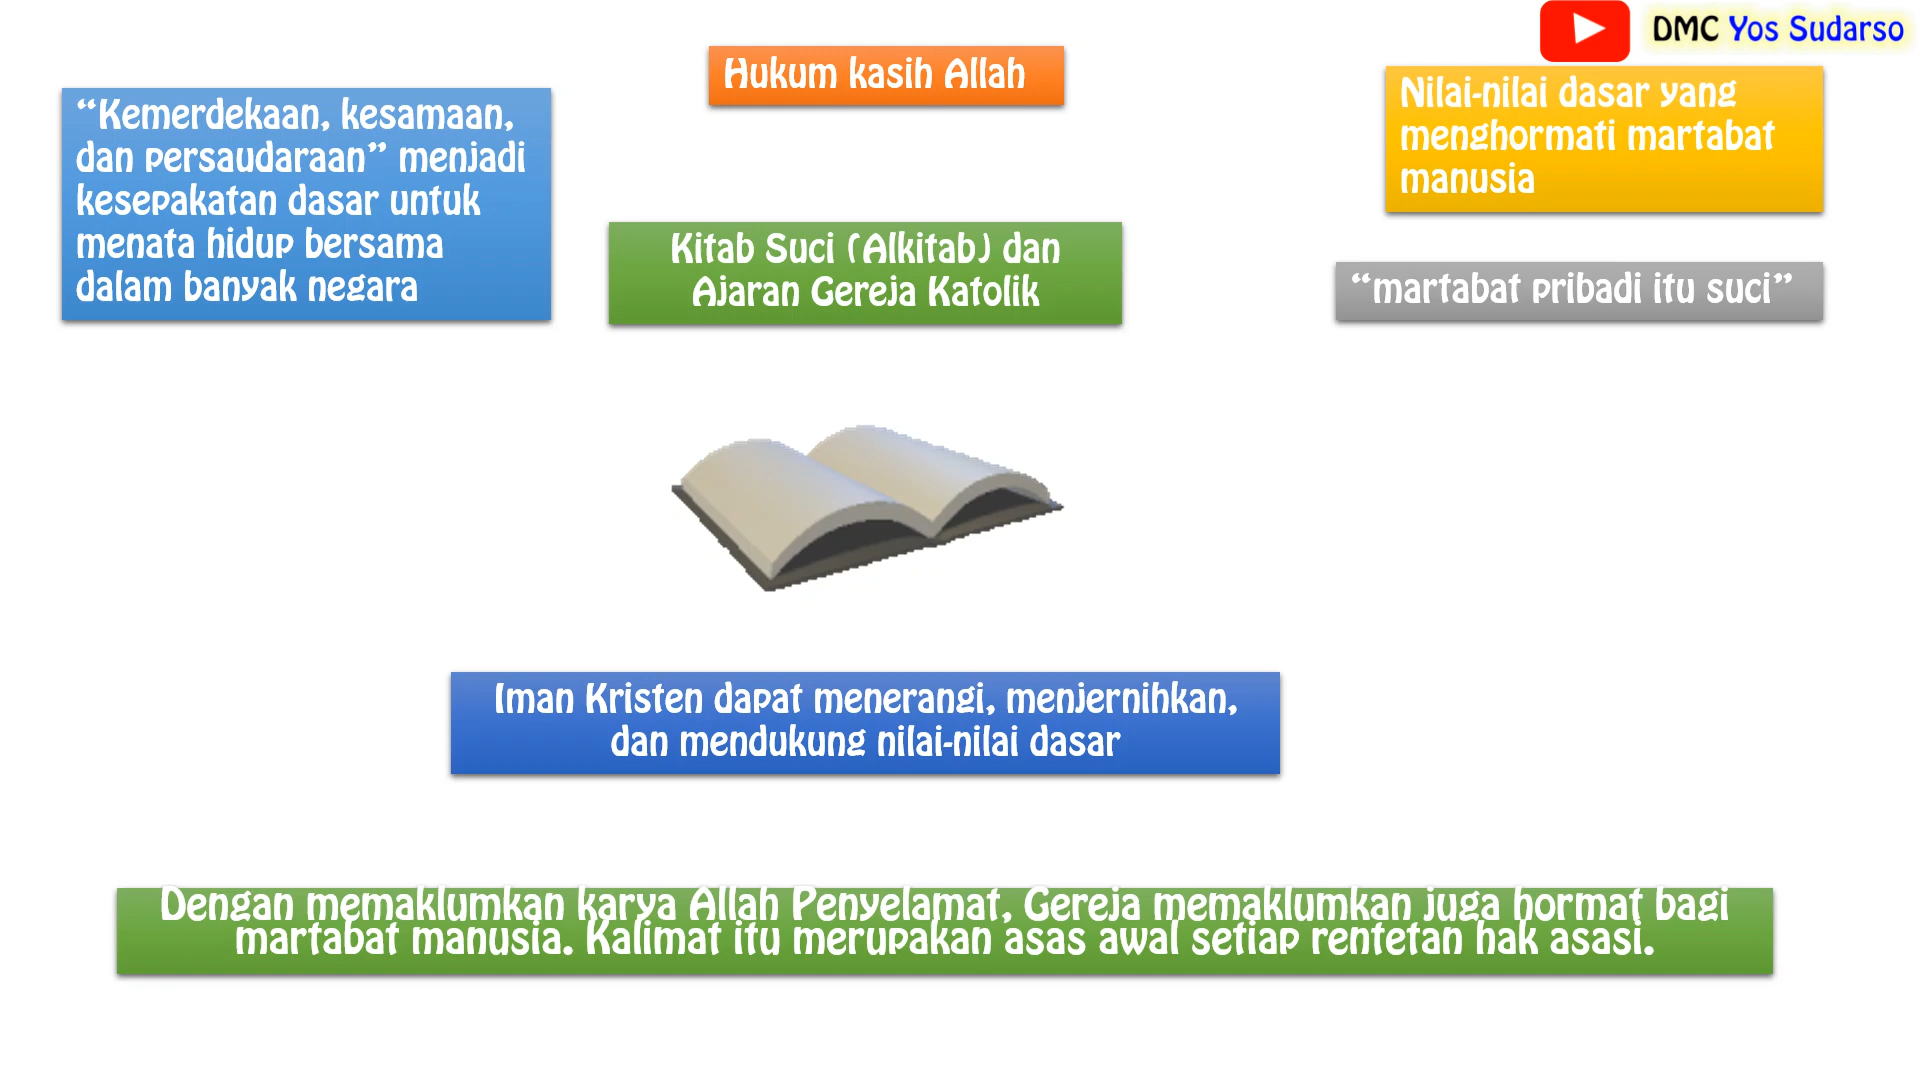 DMC Yos Sudarso
Hukum kasih Allah
“Kemerdekaan, kesamaan,
dan persaudaraan” menjadi
kesepakatan dasar untuk
menata hidup bersama
dalam banyak negara
Nilai-nilai dasar yang
menghormati martabat
manusia
Kitab Suci (Alkitab) dan
Ajaran Gereja Katolik
“martabat pribadi itu suci”
Iman Kristen dapat menerangi, menjernihkan,
dan mendukung nilai-nilai dasar
Dengan memaklumkan karya Allah Penyelamat, Gereja memaklumkan juga hormat bagi
martabat manusia. Kalimat itu merupakan asas awal setiap rentetan hak asasi.